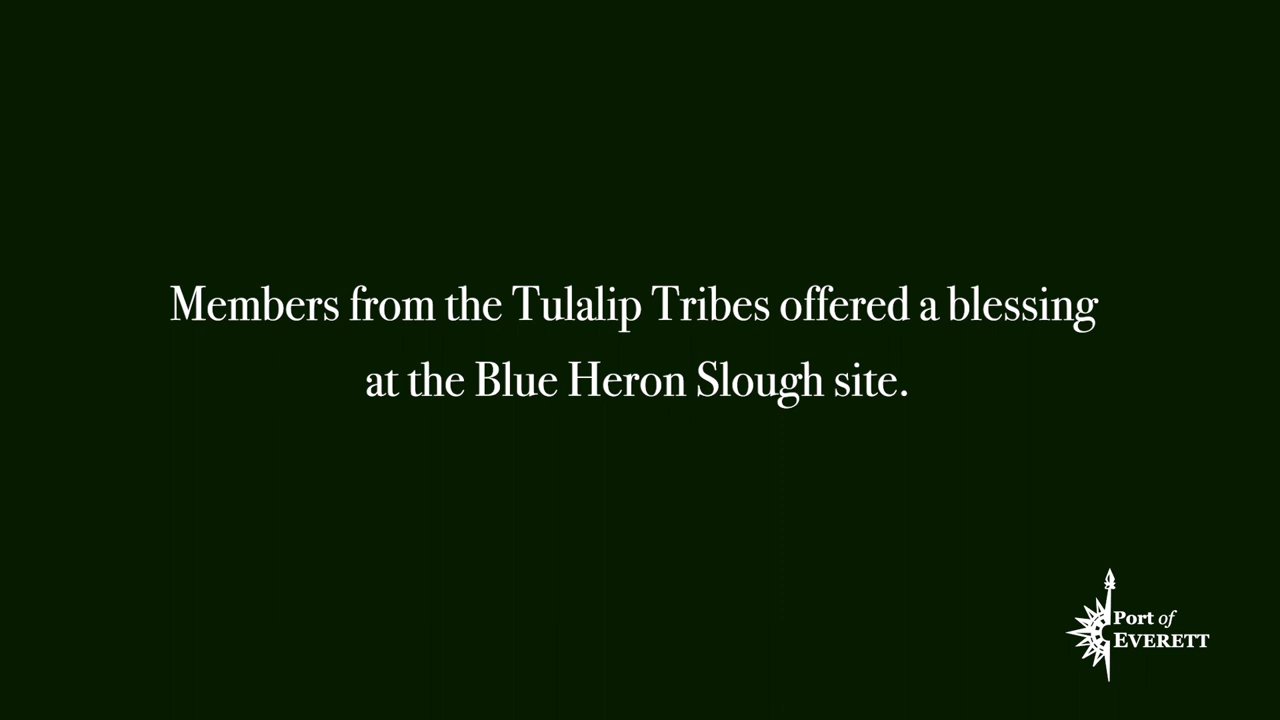 Members from the Tulalip Tribes offered a blessing
at the Blue Heron Slough site.
Port of
EVERETT